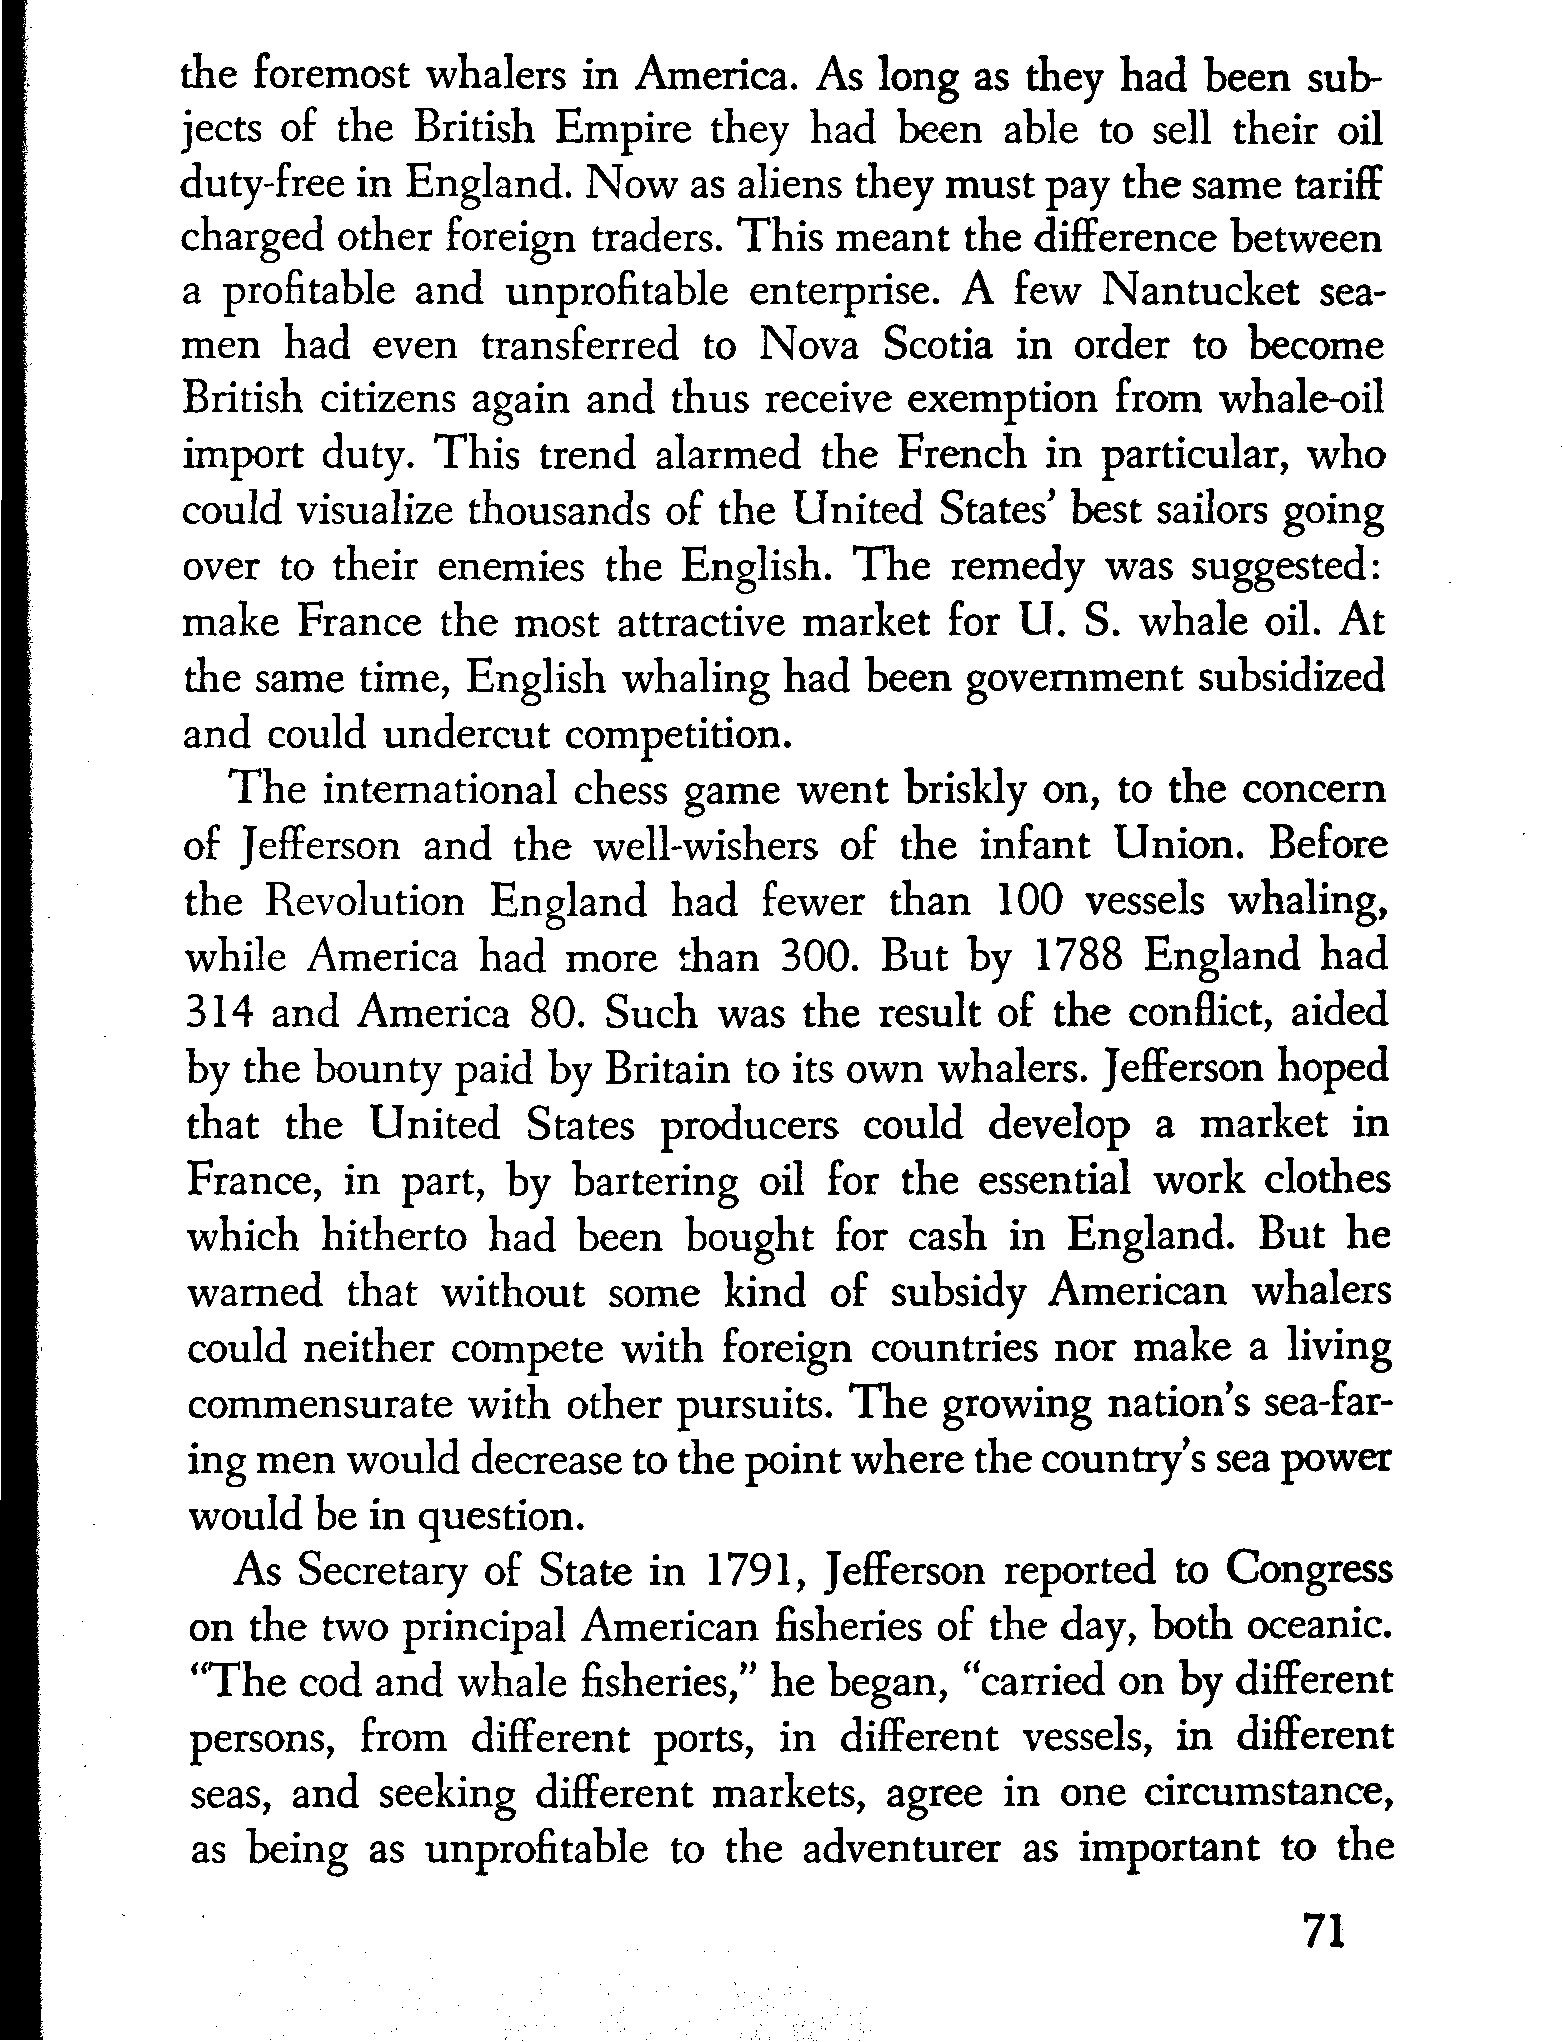 the foremost whalers in America. As long as they had been sub-
jects of the British Empire they had been able to sell their oil
duty-free in England. Now as aliens they must pay the same tariff
charged other foreign traders. This meant the difference between
a profitable and unprofitable enterprise. A few Nantucket sea-
men had even transferred to Nova Scotia in order to become
British citizens again and thus receive exemption from whale-oil
import duty. This trend alarmed the French in particular, who
could visualize thousands of the United States' best sailors going
over to their enemies the English. The remedy was suggested:
make France the most attractive market for U. S. whale oil. At
the same time, English whaling had been government subsidized
and could undercut competition.
The international chess game went briskly on, to the concern
of Jefferson and the well-wishers of the infant Union. Before
the Revolution England had fewer than 100 vessels whaling,
while America had more than 300. But by 1788 England had
314 and America 80. Such was the result of the conflict, aided
by the bounty paid by Britain to its own whalers. Jefferson hoped
that the United States producers could develop a market in
France, in part, by bartering oil for the essential work clothes
which hitherto had been bought for cash in England. But he
warned that without some kind of subsidy American whalers
could neither compete with foreign countries nor make a living
commensurate with other pursuits. The growing nation's sea-far-
ing men would decrease to the point where the country's sea power
would be in question.
As Secretary of State in 1791, Jefferson reported to Congress
on the two principal American fisheries of the day, both oceanic.
"The cod and whale fisheries," he began, "carried on by different
persons, from different ports, in different vessels, in different
seas, and seeking different markets, agree in one circumstance,
as being as unprofitable to the adventurer as important to the
71